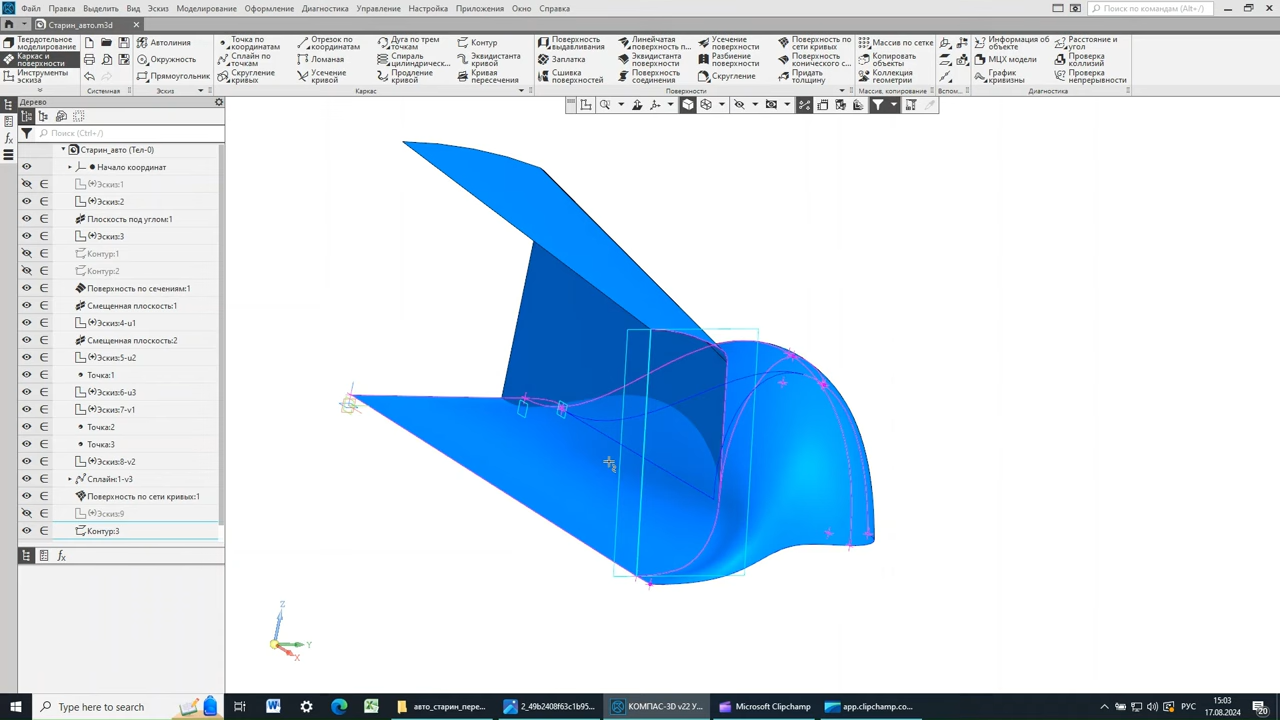 Файл Правка Выделить Вид Эскиз Моделирование Оформление Диагностика Управление Настройка Приложения Окно Справка
Поиск по командам (Alt+/)
Старин_авто.m3d
Твердотельное моделирование
Каркас и поверхности
Инструменты эскиза
Автолиния
Окружность
Прямоугольник
Точка по координатам
Сплайн по точкам
Скругление кривых
Отрезок по координатам
Ломаная
Усечение кривой
Дуга по трем точкам
Спираль цилиндрическ...
Продление кривой
Контур
Эквидистанта кривой
Кривая пересечения
Поверхность выдавливания
Заплатка
Сшивка поверхностей
Линейчатая поверхность п...
Эквидистанта поверхности
Поверхность соединения
Усечение поверхности
Разбиение поверхности
Скругление
Поверхность по сети кривых
Поверхность конического с...
Придать толщину
Массив по сетке
Копировать объекты
Коллекция геометрии
Информация об объекте
МЦХ модели
График кривизны
Расстояние и угол
Проверка коллизий
Проверка непрерывности
Системная
Эскиз
Каркас
Поверхности
Массив, копирование
Вспом...
Диагностика
Дерево
Поиск (Ctrl+/)
Старин_авто (Тел-0)
Начало координат
(+)Эскиз:1
(+)Эскиз:2
Плоскость под углом:1
(+)Эскиз:3
Контур:1
Контур:2
Поверхность по сечениям:1
Смещенная плоскость:1
(+)Эскиз:4-u1
Смещенная плоскость:2
(+)Эскиз:5-u2
Точка:1
(+)Эскиз:6-u3
(+)Эскиз:7-v1
Точка:2
Точка:3
(+)Эскиз:8-v2
Сплайн:1-v3
Поверхность по сети кривых:1
(+)Эскиз:9
Контур:3
Z
Y
X
Type here to search
авто_старин_пере...
2_49b2408f63c1b95...
КОМПАС-3D v22 У...
Microsoft Clipchamp
app.clipchamp.co...
РУС
15:03
17.08.2024
20